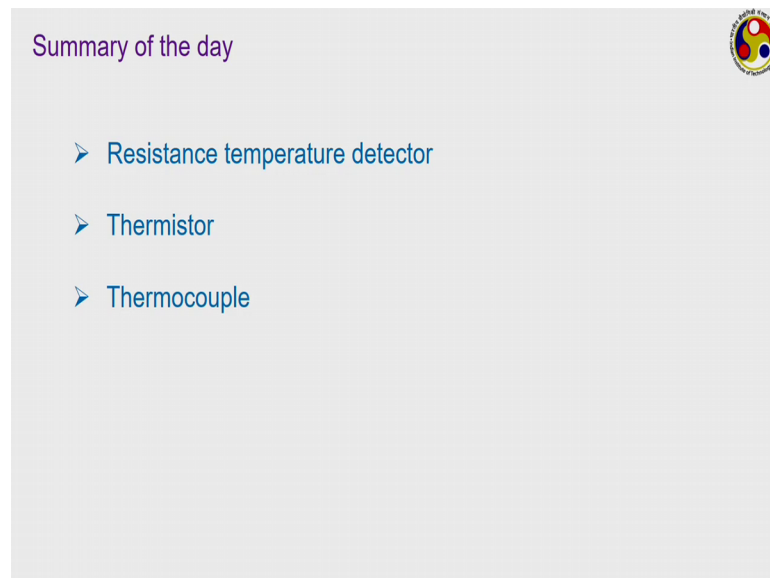 Summary of the day
Resistance temperature detector
Thermistor
Thermocouple